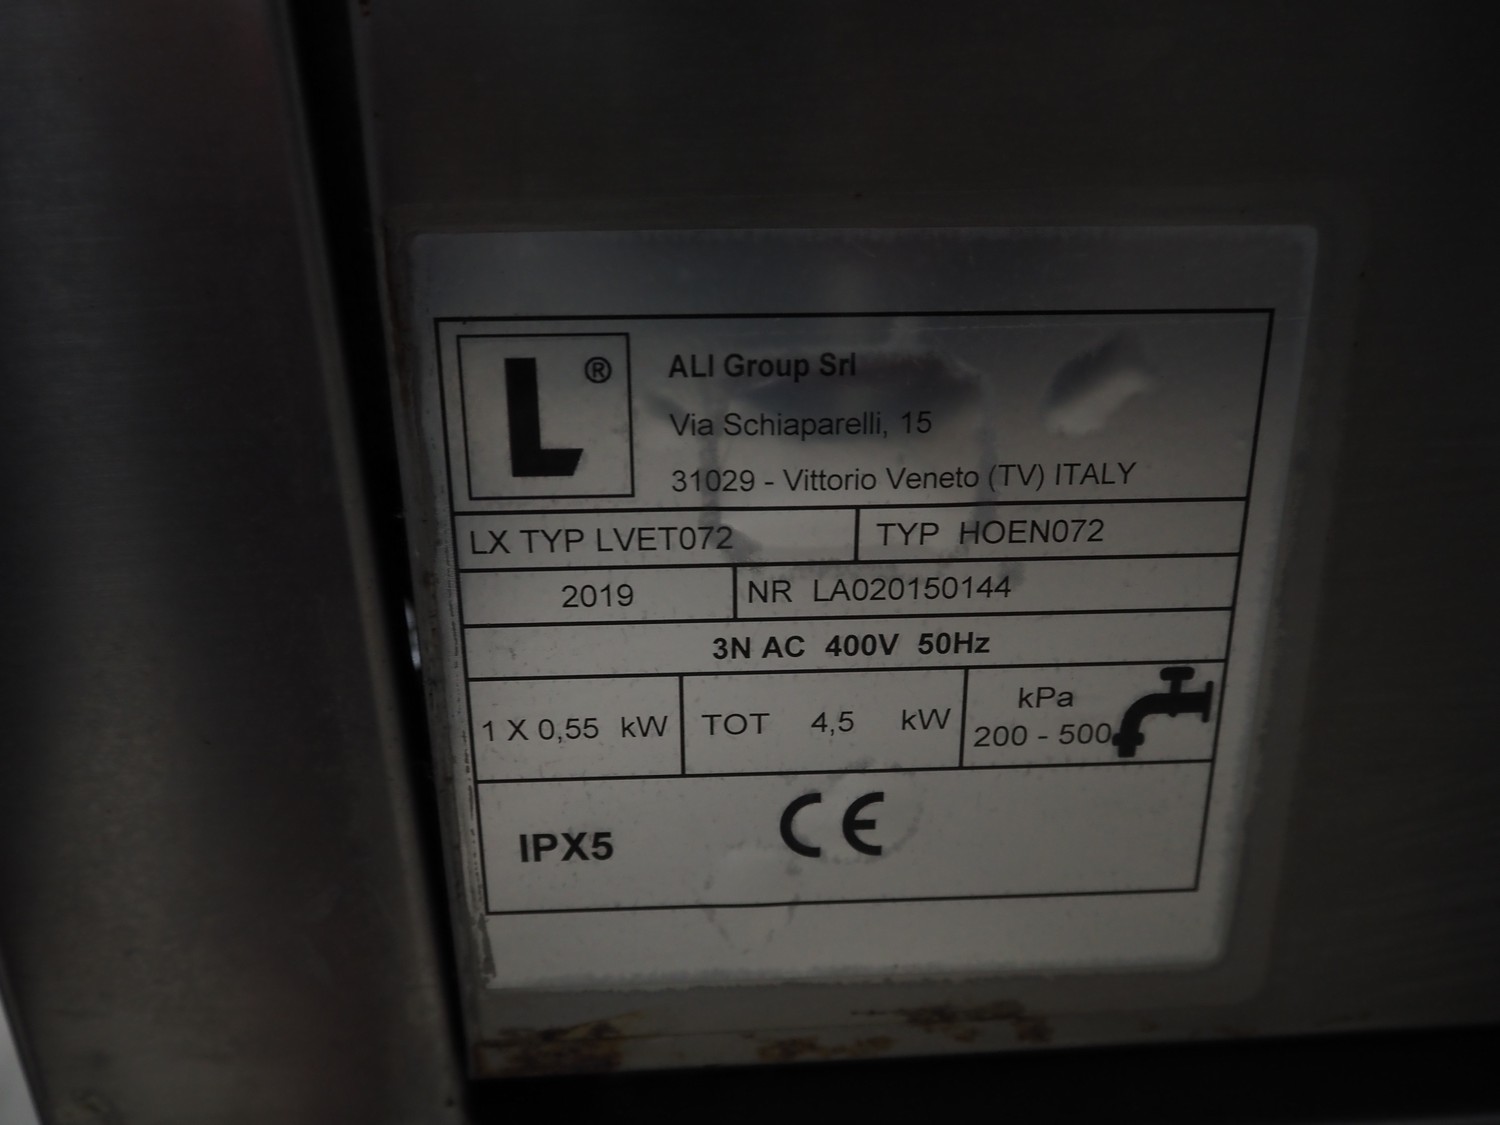 L®
ALI Group Srl
Via Schiaparelli, 15
31029 - Vittorio Veneto (TV) ITALY
LX TYP LVET072 TYP HOEN072
2019 NR LA020150144
3N AC 400V 50Hz
1 X 0,55 kW TOT 4,5 kW kPa
200 - 500
IPX5 CE